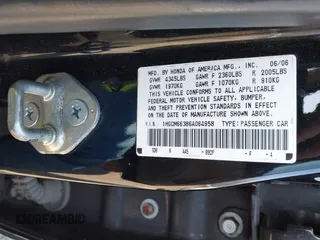 MFD. BY HONDA OF AMERICA MFG., INC. 06/06
GVWR 4345LBS GAWR F 2360LBS R 2005LBS
GVWR 1970KG GAWR F 1070KG R 910KG
THIS VEHICLE CONFORMS TO ALL APPLICABLE
FEDERAL MOTOR VEHICLE SAFETY, BUMPER,
AND THEFT PREVENTION STANDARDS IN EFFECT
ON THE DATE OF MANUFACTURE SHOWN ABOVE.
V.I.N. 1HGCM66386A064958 TYPE: PASSENGER CAR
SDR